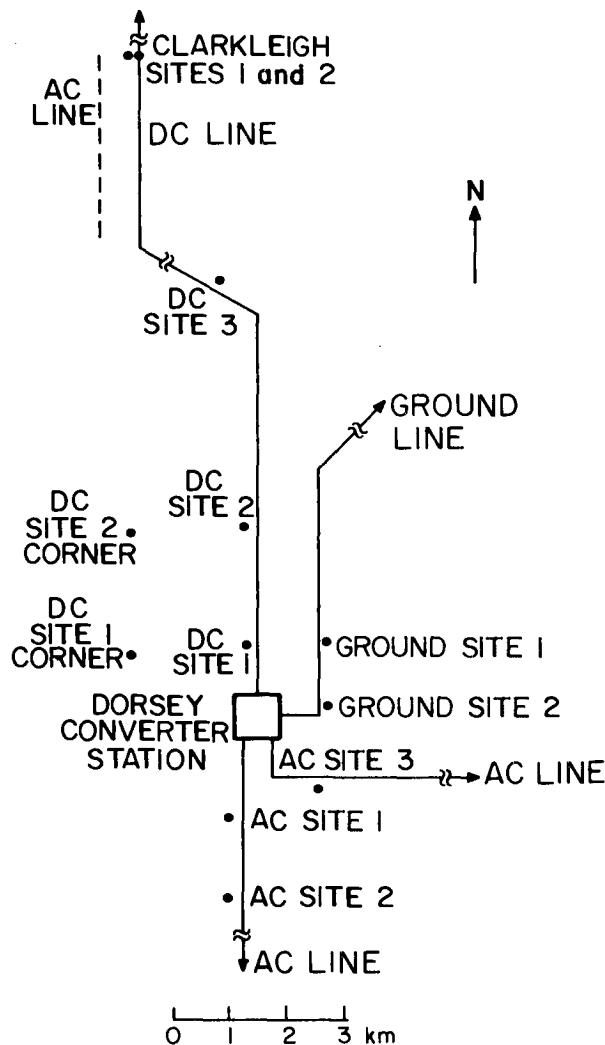 CLARKLEIGH
SITES 1 and 2
AC
LINE
DC LINE
N
DC
SITE 3
GROUND
LINE
DC
SITE 2
DC
SITE 2
CORNER
DC
SITE 1
CORNER
DC
SITE 1
GROUND SITE 1
DORSEY
CONVERTER
STATION
GROUND SITE 2
AC SITE 3
AC LINE
AC SITE 1
AC SITE 2
AC LINE
0 1 2 3 km